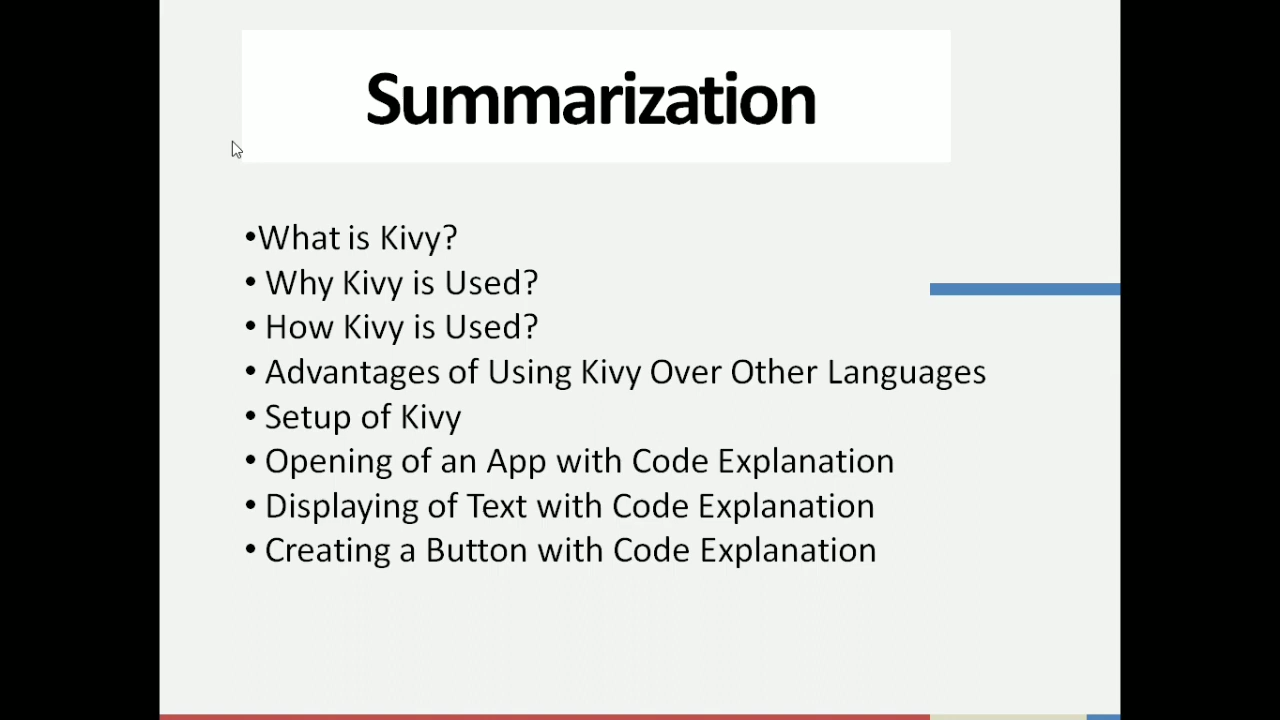 Summarization
•What is Kivy?
• Why Kivy is Used?
• How Kivy is Used?
• Advantages of Using Kivy Over Other Languages
• Setup of Kivy
• Opening of an App with Code Explanation
• Displaying of Text with Code Explanation
• Creating a Button with Code Explanation